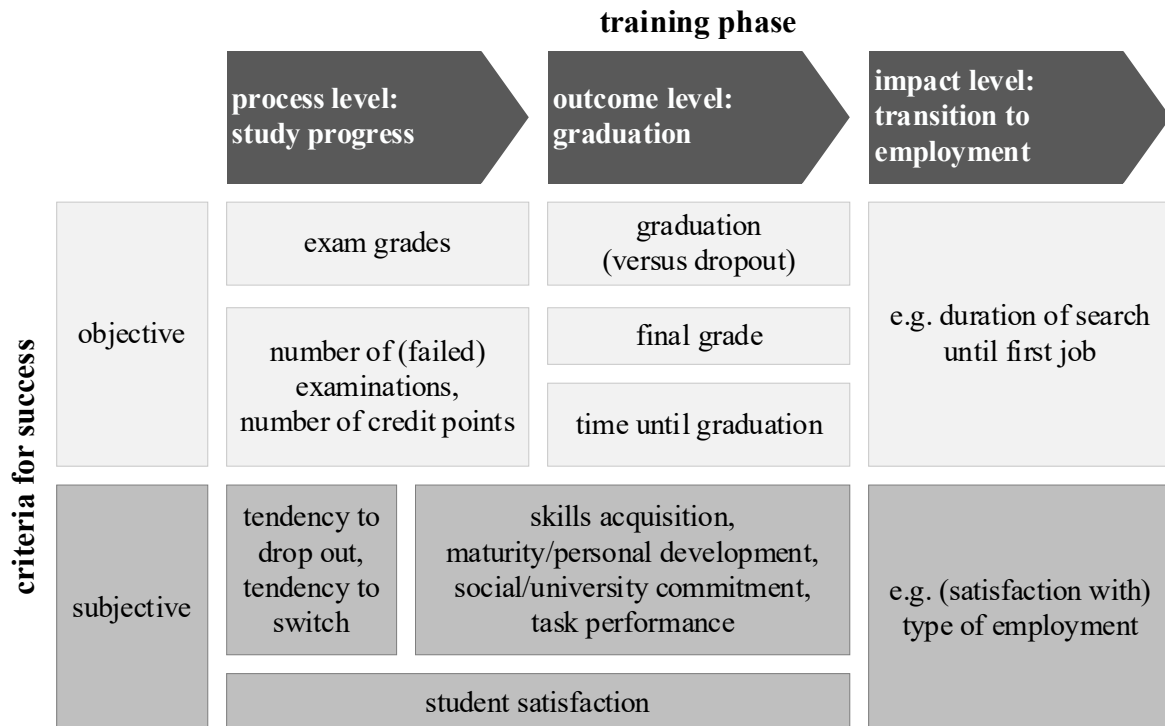 training phase
process level:
study progress
outcome level:
graduation
impact level:
transition to
employment
criteria for success
objective
exam grades
number of (failed)
examinations,
number of credit points
graduation
(versus dropout)
final grade
time until graduation
e.g. duration of search
until first job
subjective
tendency to
drop out,
tendency to
switch
skills acquisition,
maturity/personal development,
social/university commitment,
task performance
student satisfaction
e.g. (satisfaction with)
type of employment